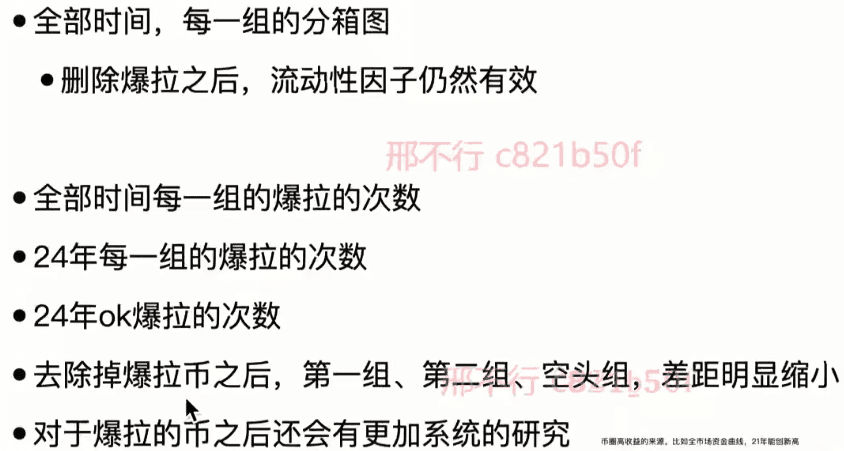 • 全部时间，每一组的分箱图
• 删除爆拉之后，流动性因子仍然有效
邢不行 c821b50f
• 全部时间每一组的爆拉的次数
• 24年每一组的爆拉的次数
• 24年ok爆拉的次数
• 去除掉爆拉币之后，第一组、第二组、空头组，差距明显缩小
• 对于爆拉的币之后还会有更加系统的研究
币圈高收益的来源。比如全市场资金曲线，21年能创新高